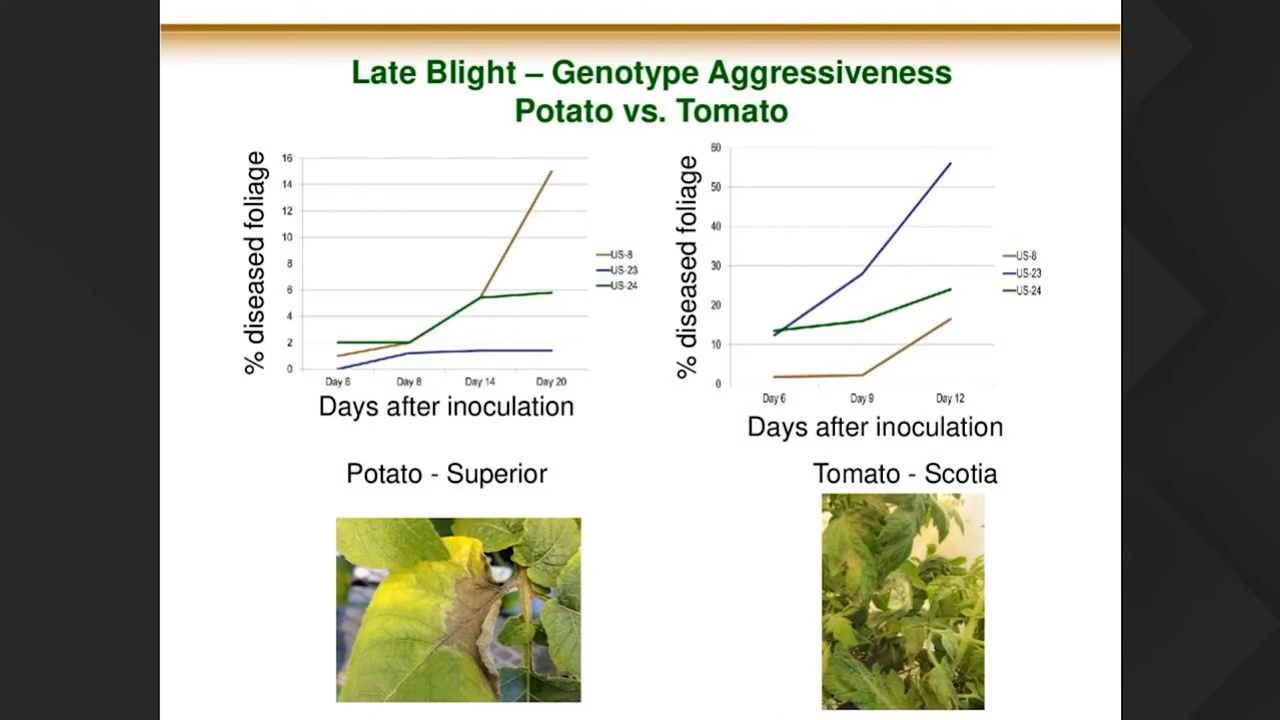 Late Blight – Genotype Aggressiveness
Potato vs. Tomato
% diseased foliage
16
14
12
10
8
6
4
2
0
Day 6
Day 8
Day 14
Day 20
US-8
US-23
US-24
Days after inoculation
Potato - Superior
% diseased foliage
60
50
40
30
20
10
0
Day 6
Day 9
Day 12
US-8
US-23
US-24
Days after inoculation
Tomato - Scotia